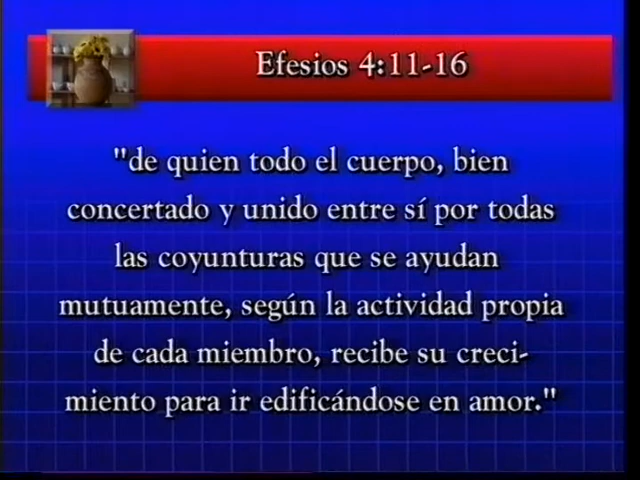 Efesios 4:11-16
"de quien todo el cuerpo, bien
concertado y unido entre sí por todas
las coyunturas que se ayudan
mutuamente, según la actividad propia
de cada miembro, recibe su creci-
miento para ir edificándose en amor."